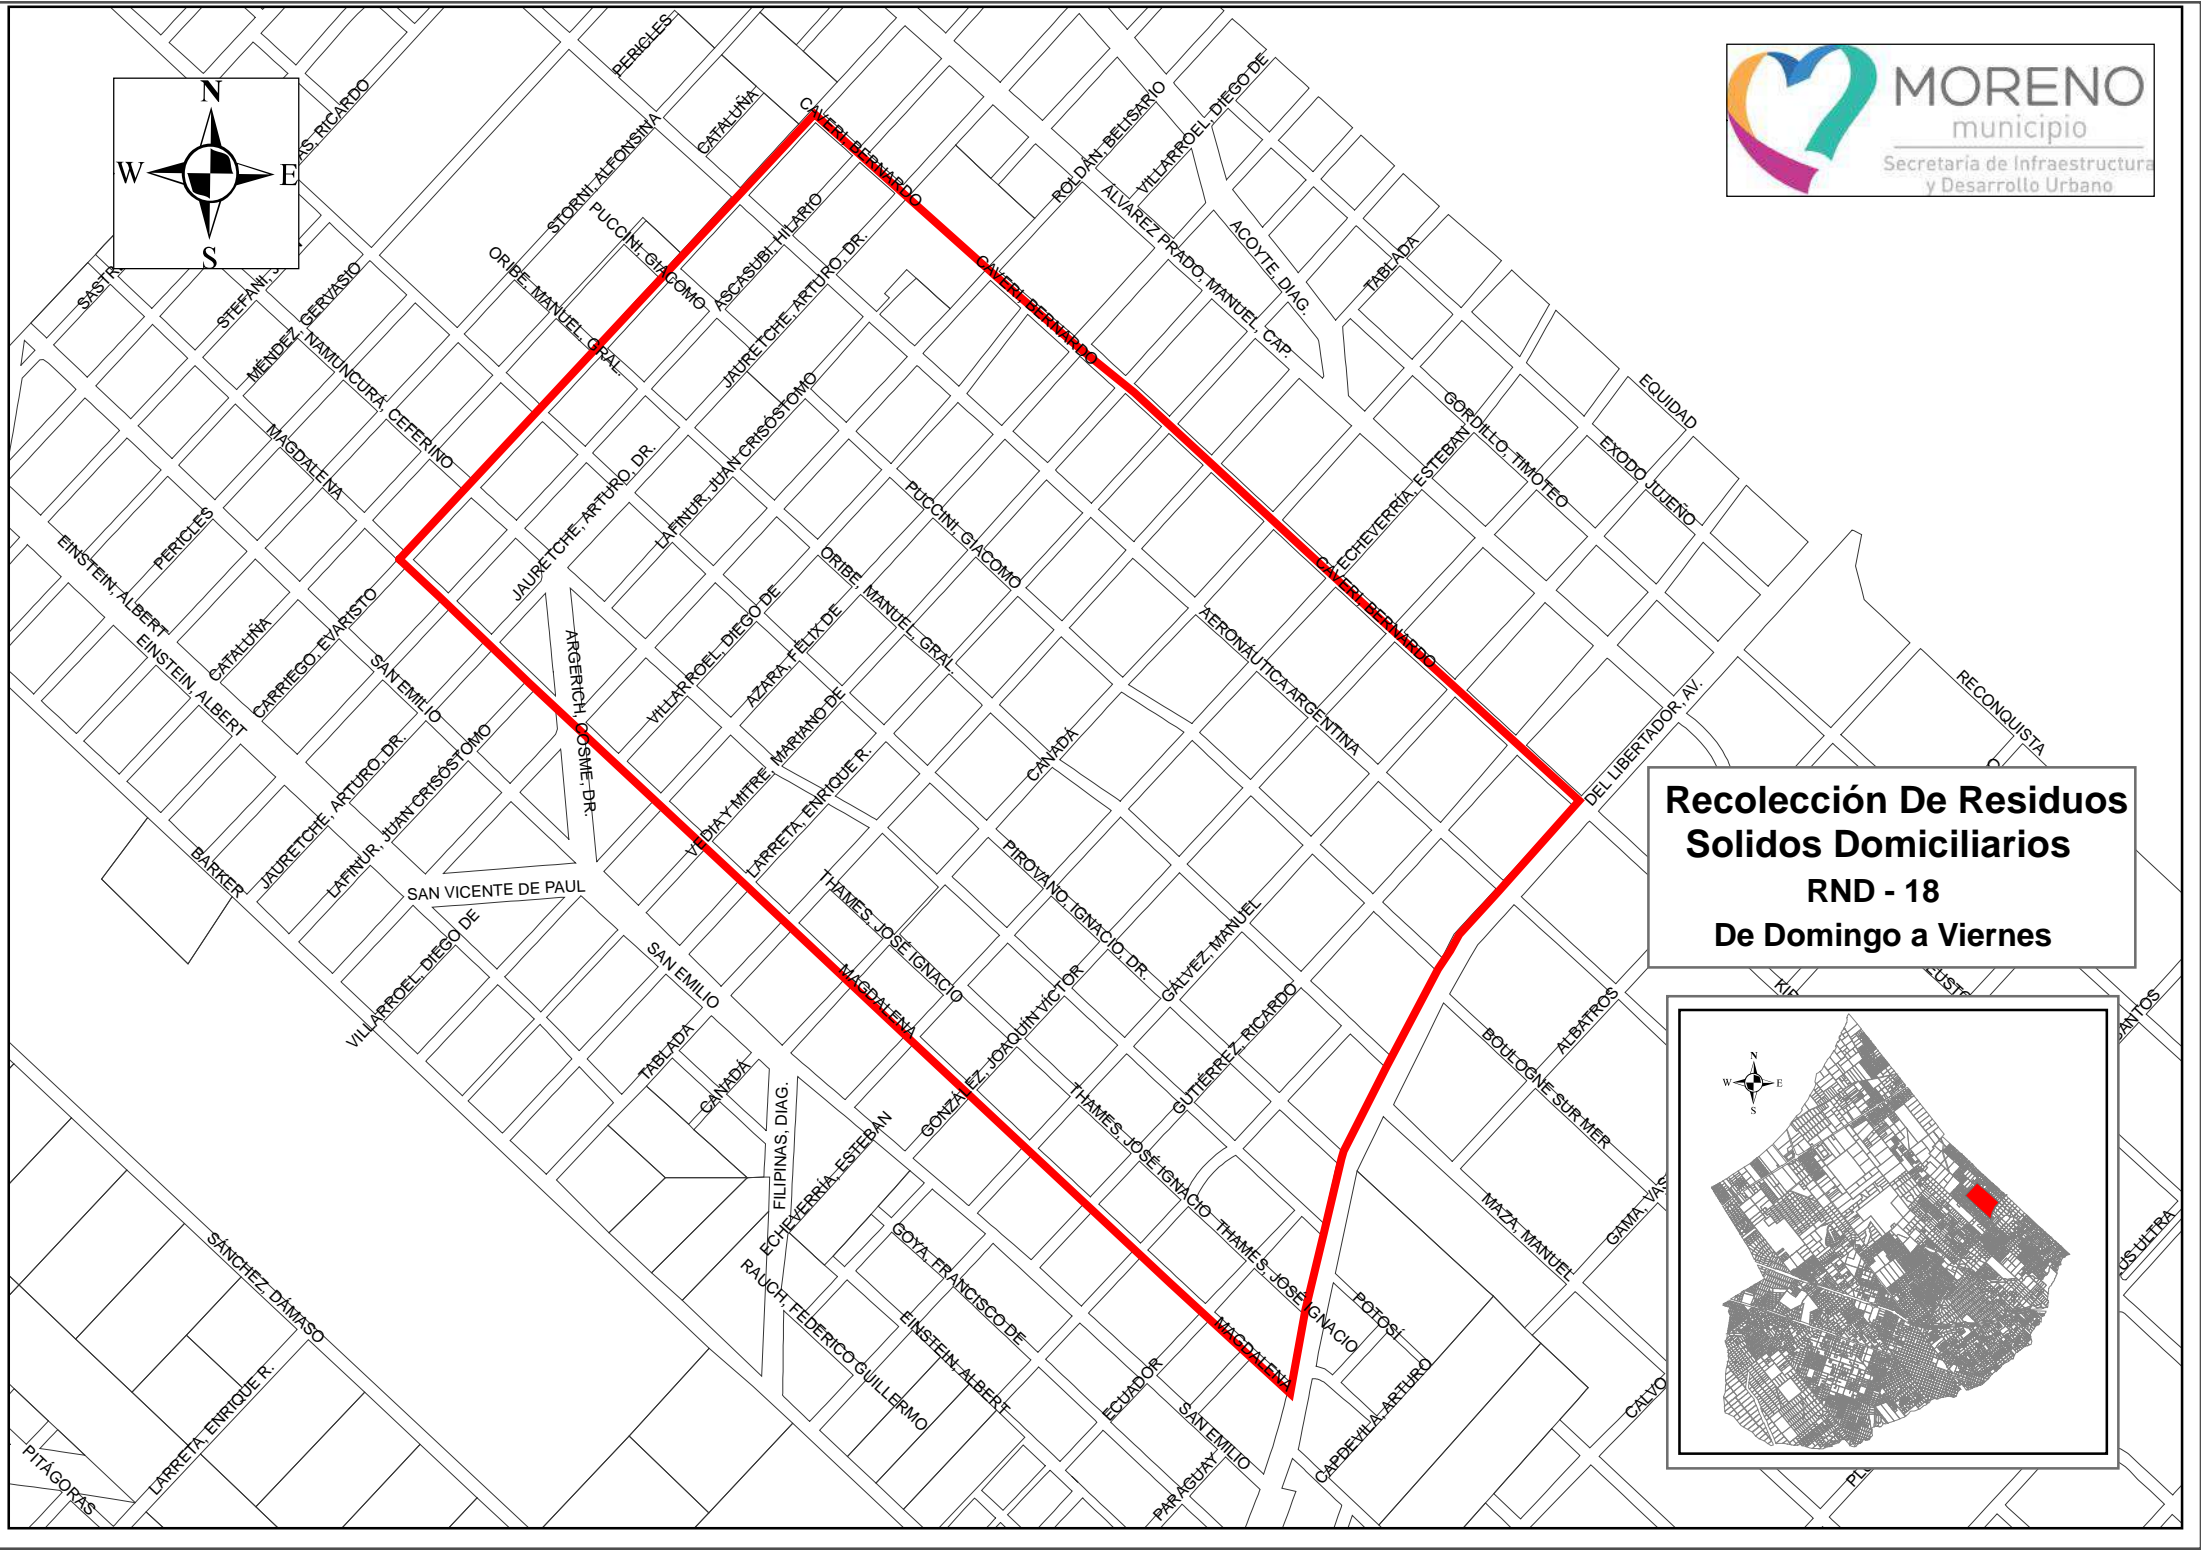 N
W
E
S
MORENO
municipio
Secretaría de Infraestructura
y Desarrollo Urbano
PERICLES
CATALUÑA
STORNI, ALFONSINA
PUCCINI, GIACOMO
ORIBE, MANUEL, GRAL.
CAVERI, BERNARDO
ASCASUBI, HILARIO
JAURETCHE, ARTURO, DR.
ROLDÁN, BELISARIO
VILLARROEL, DIEGO DE
ALVAREZ PRADO, MANUEL, CAP.
ACOYTE, DIAG.
TABLADA
CAVERI, BERNARDO
MÉNDEZ, GERVASIO
NAMUNCURÁ, CEFERINO
MAGDALENA
LAFINUR, JUAN CRISÓSTOMO
JAURETCHE, ARTURO, DR.
EQUIDAD
EXODO JUJEÑO
GORDILLO, TIMOTEO
ECHEVERRÍA, ESTEBAN
CAVERI, BERNARDO
PUCCINI, GIACOMO
ORIBE, MANUEL, GRAL.
AERONÁUTICA ARGENTINA
PERICLES
EINSTEIN, ALBERT
EINSTEIN, ALBERT
CATALUÑA
CARRIEGO, EVARISTO
SAN EMILIO
ARGERICH, COSME, DR.
VILLARROEL, DIEGO DE
AZARA, FÉLIX DE
VEDIA Y MITRE, MARIANO DE
LARRETA, ENRIQUE R.
CANADÁ
DEL LIBERTADOR, AV.
RECONQUISTA
JAURETCHE, ARTURO, DR.
LAFINUR, JUAN CRISÓSTOMO
BARKER
SAN VICENTE DE PAUL
VILLARROEL, DIEGO DE
THAMES, JOSÉ IGNACIO
PIROVANO, IGNACIO, DR.
GÁLVEZ, MANUEL
GUTIÉRREZ, RICARDO
GONZÁLEZ, JOAQUÍN VÍCTOR
MAGDALENA
SAN EMILIO
TABLADA
CANADÁ
FILIPINAS, DIAG.
ECHEVERRÍA, ESTEBAN
THAMES, JOSÉ IGNACIO
THAMES, JOSÉ IGNACIO
ALBATROS
BOULOGNE SUR MER
MAZA, MANUEL
POTOSÍ
CAPDEVILA, ARTURO
MAGDALENA
GOYA, FRANCISCO DE
EINSTEIN, ALBERT
RAUCH, FEDERICO GUILLERMO
ECUADOR
SAN EMILIO
PARAGUAY
SÁNCHEZ, DÁMASO
LARRETA, ENRIQUE R.
PITÁGORAS
CALVO
Recolección De Residuos
Solidos Domiciliarios
RND - 18
De Domingo a Viernes
N
W
E
S